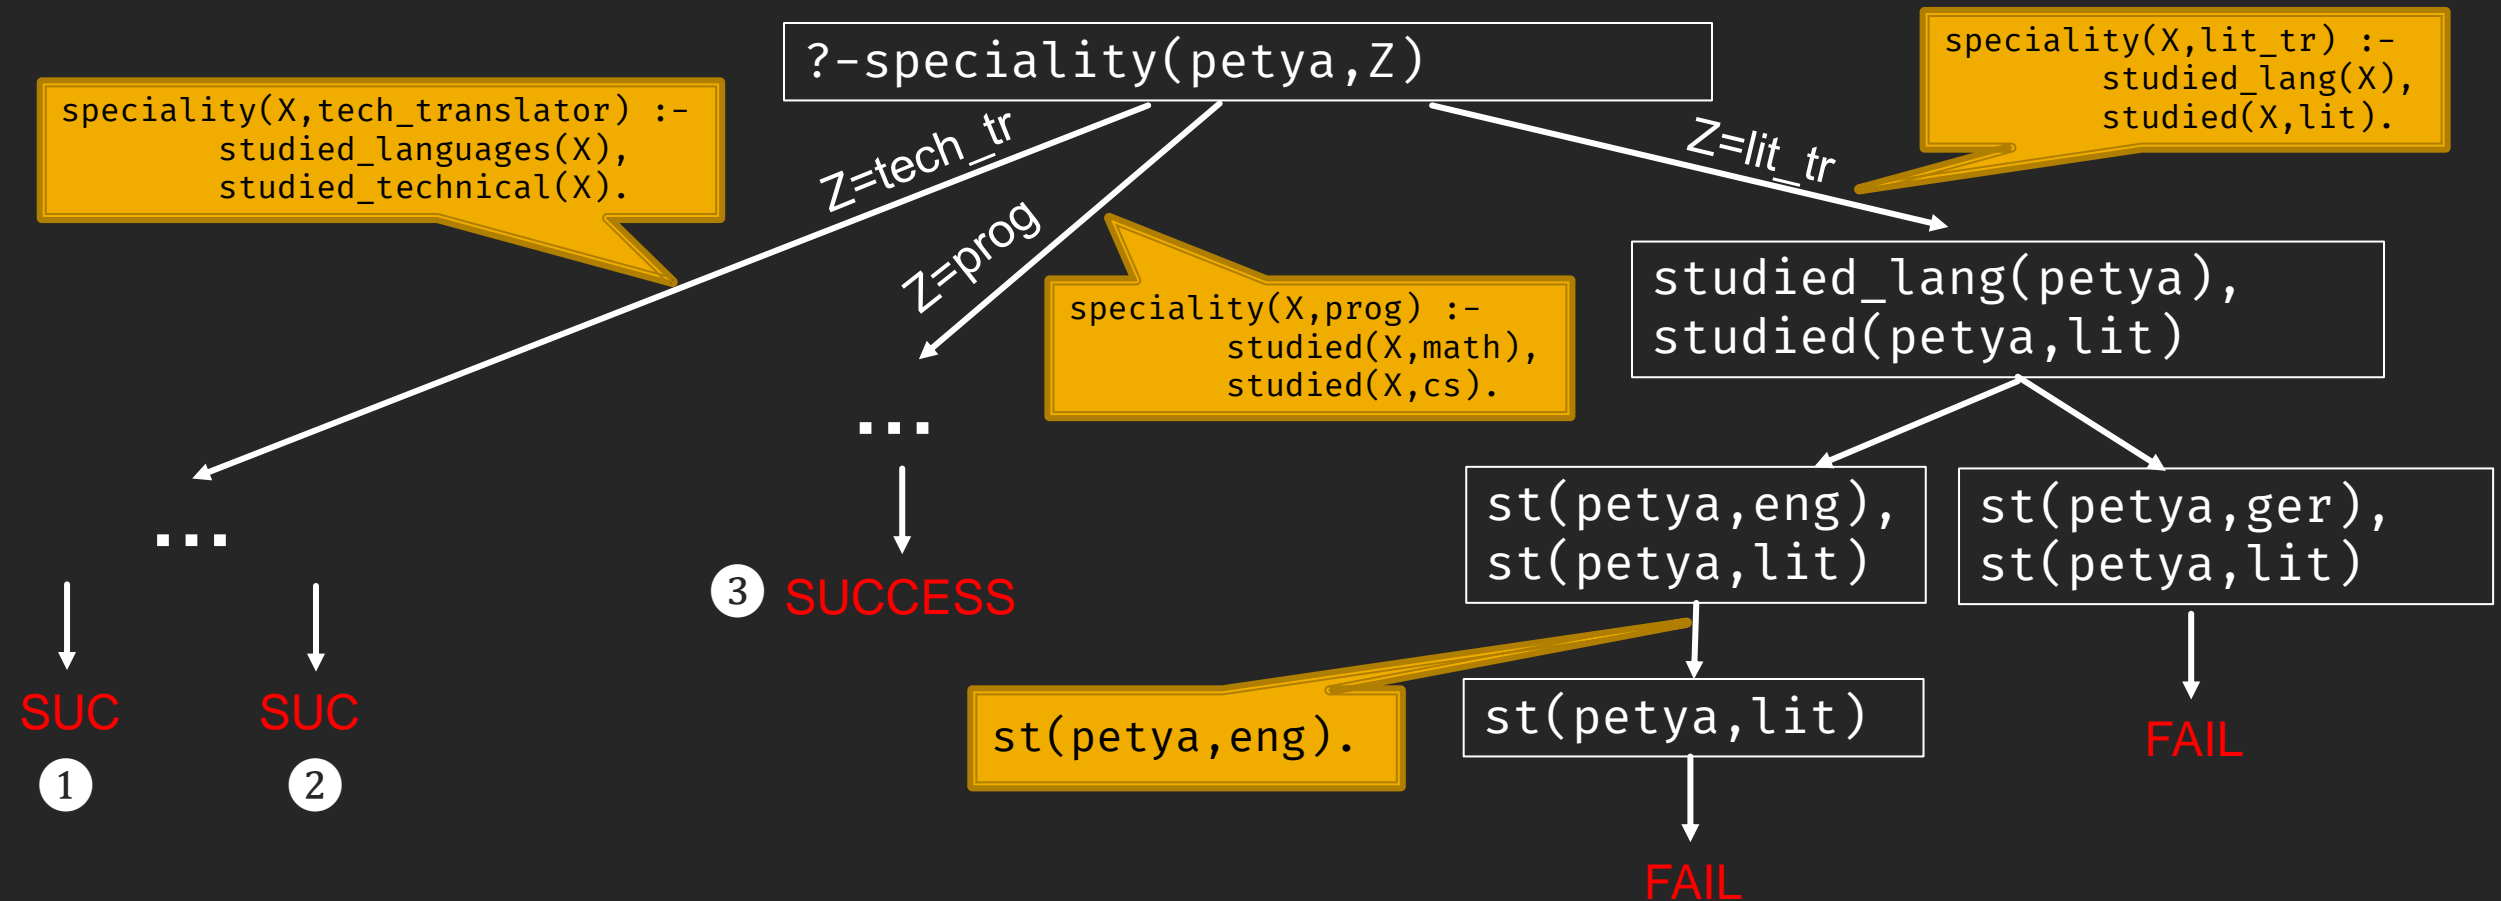 ?-speciality(petya,Z)
speciality(X,tech_translator) :-
studied_languages(X),
studied_technical(X).
speciality(X,lit_tr) :-
studied_lang(X),
studied(X,lit).
Z=tech_tr
Z=prog
Z=lit_tr
speciality(X,prog) :-
studied(X,math),
studied(X,cs).
studied_lang(petya),
studied(petya,lit)
...
...
st(petya,eng),
st(petya,lit)
st(petya,ger),
st(petya,lit)
3 SUCCESS
st(petya,eng).
st(petya,lit)
SUC
1
SUC
2
FAIL
FAIL